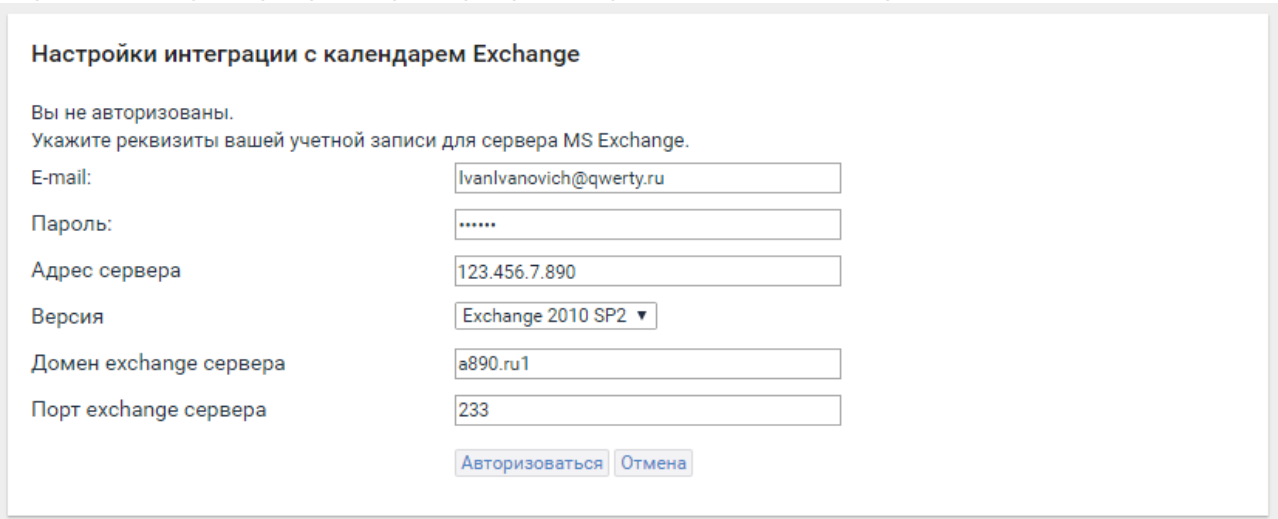 Настройки интеграции с календарем Exchange
Вы не авторизованы.
Укажите реквизиты вашей учетной записи для сервера MS Exchange.
E-mail: IvanIvanovich@qwerty.ru
Пароль: ••••••
Адрес сервера 123.456.7.890
Версия Exchange 2010 SP2 ▼
Домен exchange сервера a890.ru1
Порт exchange сервера 233
Авторизоваться Отмена